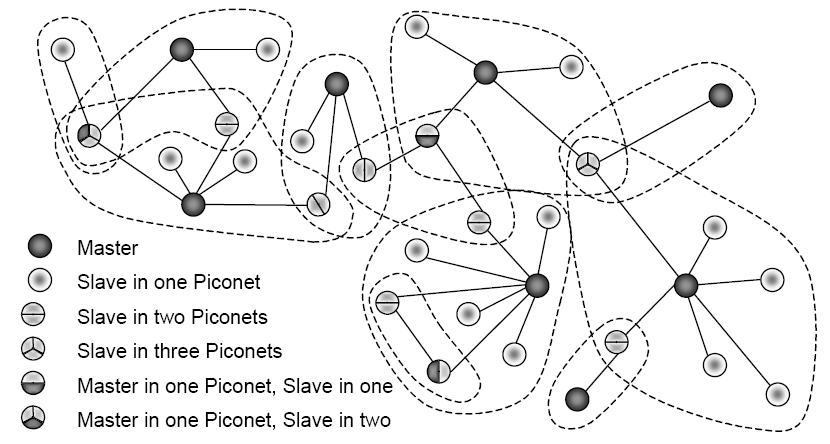 Master
Slave in one Piconet
Slave in two Piconets
Slave in three Piconets
Master in one Piconet, Slave in one
Master in one Piconet, Slave in two